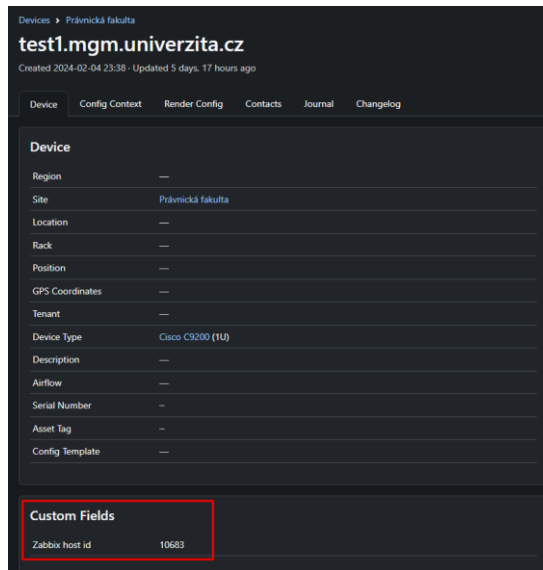 Devices > Právnická fakulta
test1.mgm.univerzita.cz
Created 2024-02-04 23:38 · Updated 5 days, 17 hours ago
Device Config Context Render Config Contacts Journal Changelog
Device
Region —
Site Právnická fakulta
Location —
Rack —
Position —
GPS Coordinates —
Tenant —
Device Type Cisco C9200 (1U)
Description —
Airflow —
Serial Number –
Asset Tag –
Config Template —
Custom Fields
Zabbix host id 10683